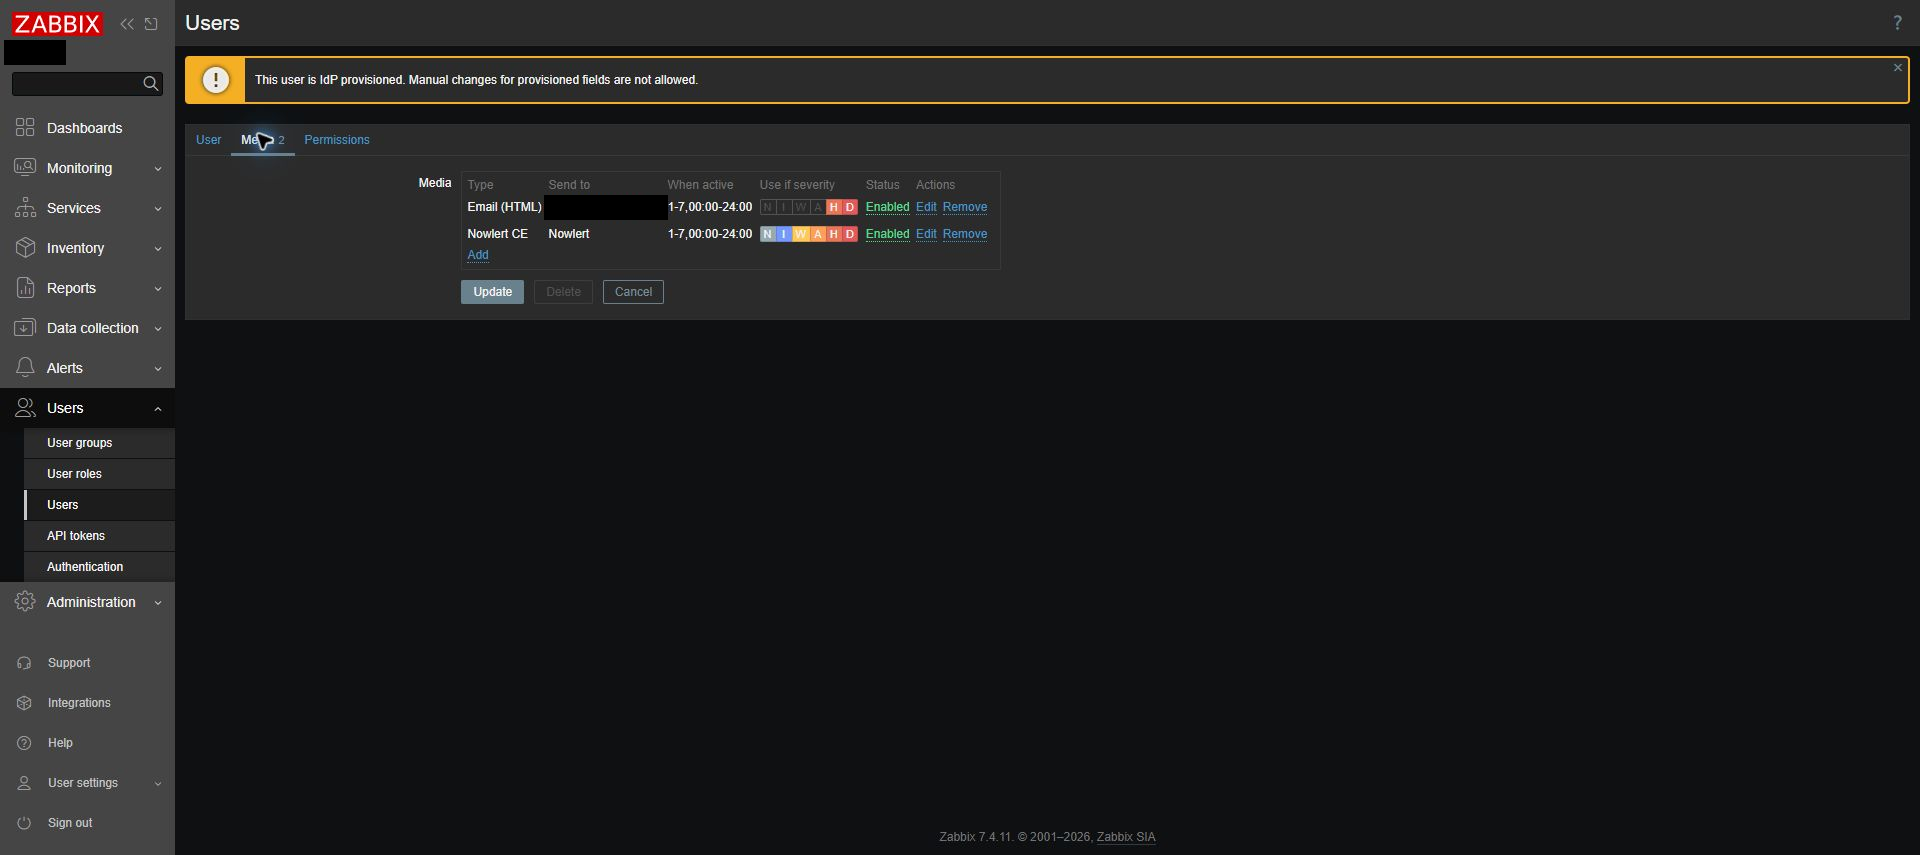 ZABBIX
Users
?
!
This user is IdP provisioned. Manual changes for provisioned fields are not allowed.
User 2 Permissions
Media
Type Send to When active Use if severity Status Actions
Email (HTML) 1-7,00:00-24:00 N I W A H D Enabled Edit Remove
Nowlert CE Nowlert 1-7,00:00-24:00 N I W A H D Enabled Edit Remove
Add
Update Delete Cancel
Dashboards
Monitoring
Services
Inventory
Reports
Data collection
Alerts
Users
User groups
User roles
Users
API tokens
Authentication
Administration
Support
Integrations
Help
User settings
Sign out
Zabbix 7.4.11. © 2001–2026, Zabbix SIA